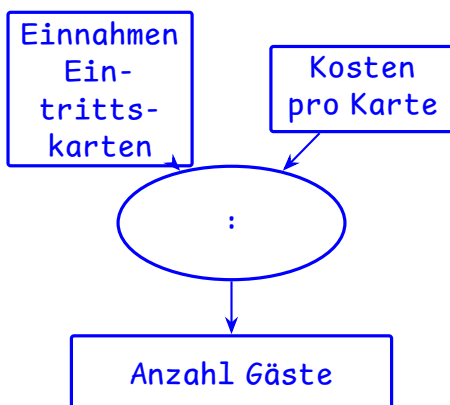 Einnahmen
Ein-
tritts-
karten
Kosten
pro Karte
:
Anzahl Gäste